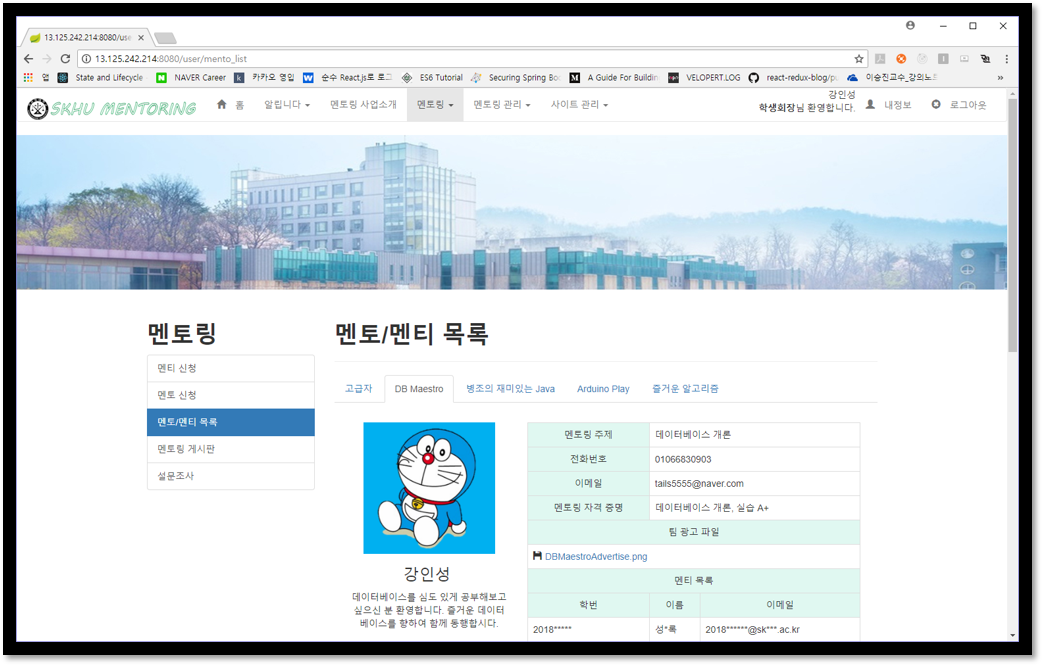 13.125.242.214:8080/use
13.125.242.214:8080/user/mento_list
앱 State and Lifecycle NAVER Career 카카오 영입 순수 React.js로 로그 ES6 Tutorial Securing Spring Bo A Guide For Buildin VELOPERT.LOG react-redux-blog/pu 이승진교수_강의노트 »
SKHU MENTORING 홈 알립니다 멘토링 사업소개 멘토링 멘토링 관리 사이트 관리 강인성
학생회장님 환영합니다. 내정보 로그아웃
멘토링
멘티 신청
멘토 신청
멘토/멘티 목록
멘토링 게시판
설문조사
멘토/멘티 목록
고급자 DB Maestro 병조의 재미있는 Java Arduino Play 즐거운 알고리즘
강인성
데이터베이스를 심도 있게 공부해보고
싶으신 분 환영합니다. 즐거운 데이터
베이스를 향하여 함께 동행합시다.
멘토링 주제 데이터베이스 개론
전화번호 01066830903
이메일 tails5555@naver.com
멘토링 자격 증명 데이터베이스 개론, 실습 A+
팀 광고 파일
DBMaestroAdvertise.png
멘티 목록
학번 이름 이메일
2018***** 성*록 2018******@sk***.ac.kr